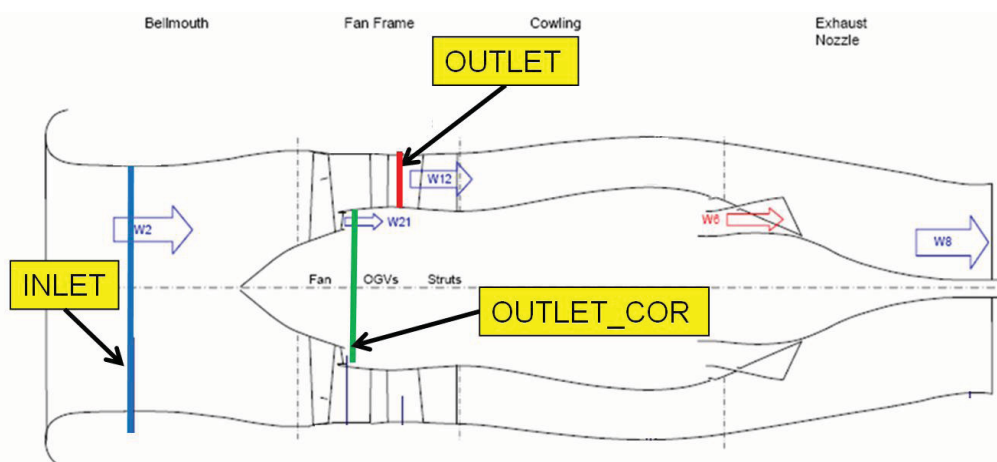 Bellmouth
Fan Frame
Cowling
Exhaust
Nozzle
OUTLET
W12
W2
W21
W6
W8
INLET
Fan
OGVs
Struts
OUTLET_COR